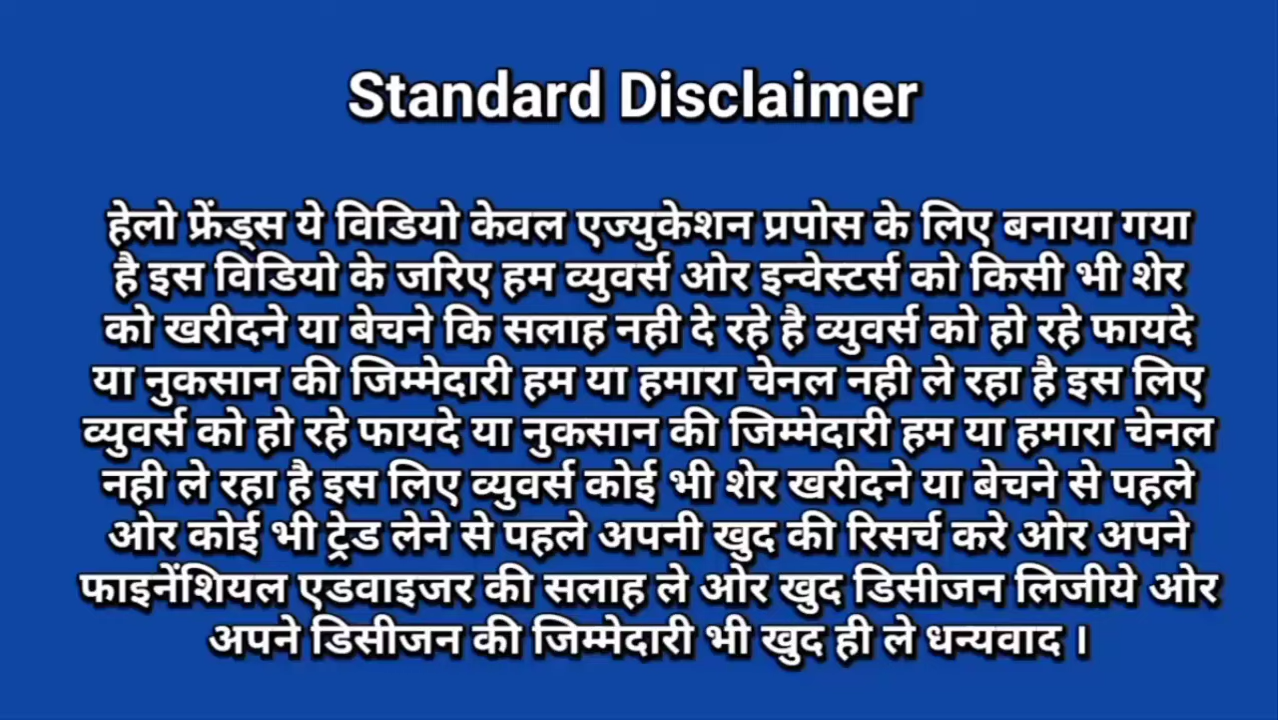 Standard Disclaimer
हेलो फ्रेंड्स ये विडियो केवल एज्युकेशन प्रपोस के लिए बनाया गया
है इस विडियो के जरिए हम व्युवर्स ओर इन्वेस्टर्स को किसी भी शेर
को खरीदने या बेचने कि सलाह नही दे रहे है व्युवर्स को हो रहे फायदे
या नुकसान की जिम्मेदारी हम या हमारा चेनल नही ले रहा है इस लिए
व्युवर्स को हो रहे फायदे या नुकसान की जिम्मेदारी हम या हमारा चेनल
नही ले रहा है इस लिए व्युवर्स कोई भी शेर खरीदने या बेचने से पहले
ओर कोई भी ट्रेड लेने से पहले अपनी खुद की रिसर्च करे ओर अपने
फाइनेंशियल एडवाइजर की सलाह ले ओर खुद डिसीजन लिजीये ओर
अपने डिसीजन की जिम्मेदारी भी खुद ही ले धन्यवाद ।